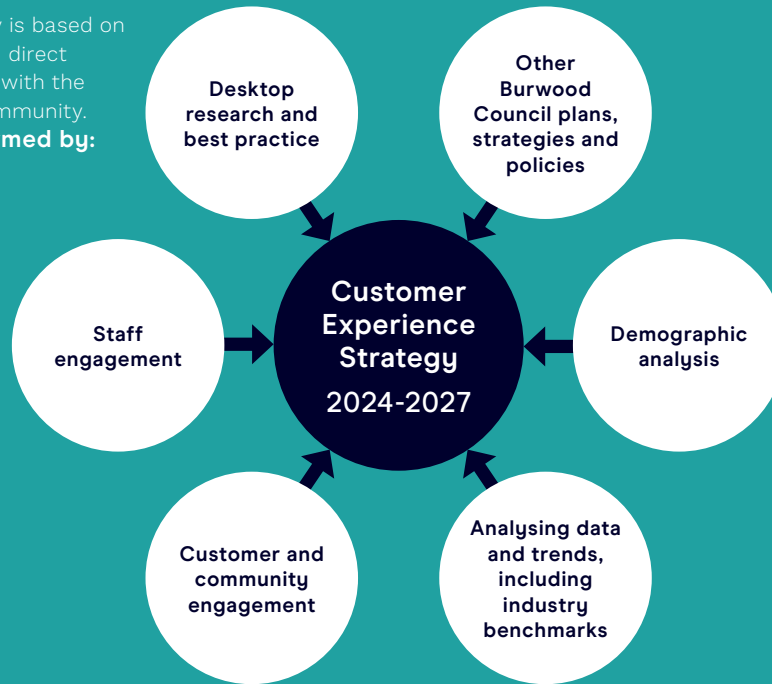 y is based on
direct
with the
mmunity.
med by:
Desktop
research and
best practice
Other
Burwood
Council plans,
strategies and
policies
Staff
engagement
Customer
Experience
Strategy
2024-2027
Demographic
analysis
Customer and
community
engagement
Analysing data
and trends,
including
industry
benchmarks